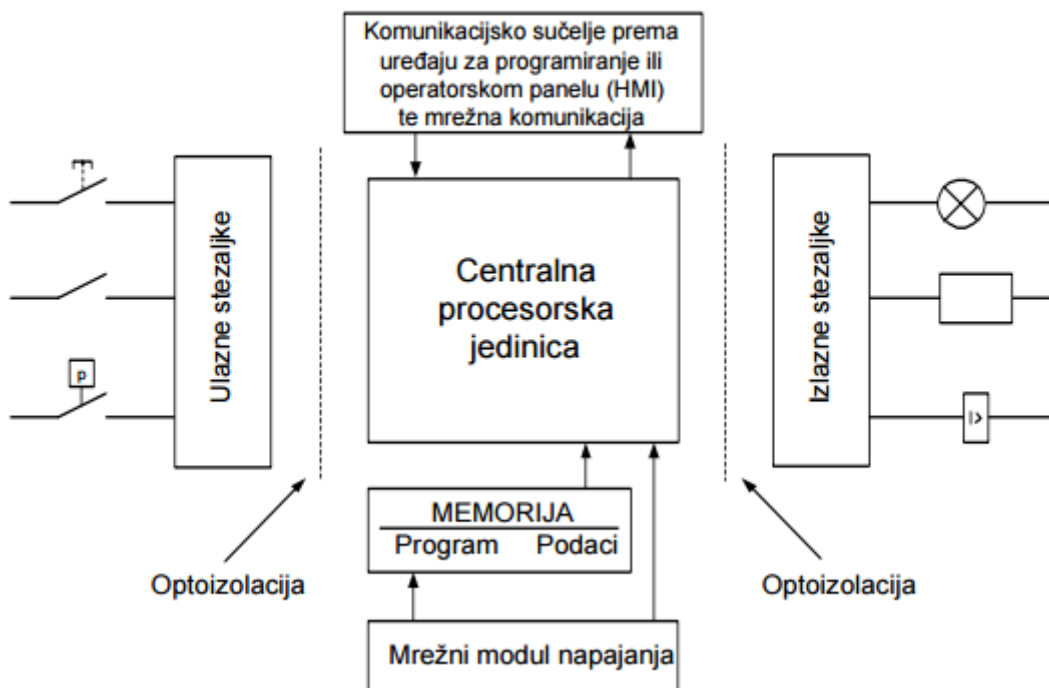 Komunikacijsko sučelje prema
uređaju za programiranje ili
operatorskom panelu (HMI)
te mrežna komunikacija
Ulazne stezaljke
p
Centralna
procesorska
jedinica
Izlazne stezaljke
MEMORIJA
Program Podaci
Optoizolacija
Optoizolacija
Mrežni modul napajanja